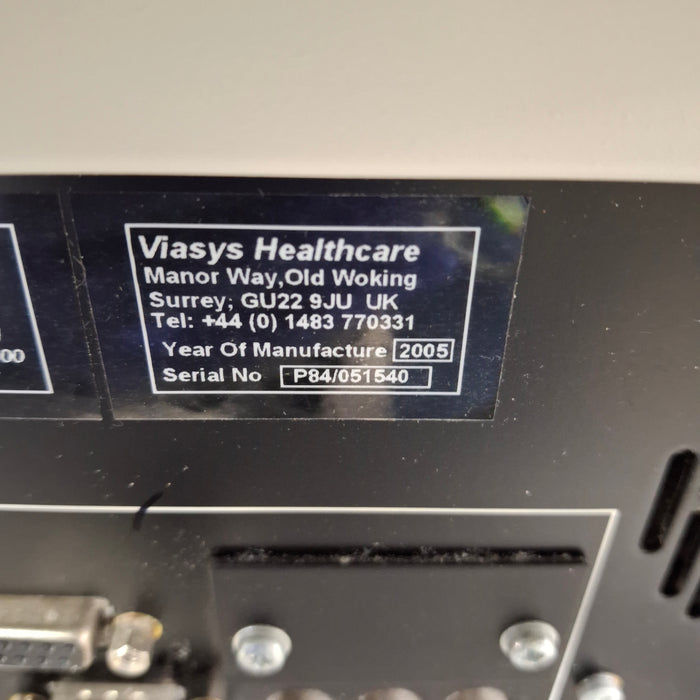 Viasys Healthcare
Manor Way,Old Woking
Surrey; GU22 9JU UK
Tel: +44 (0) 1483 770331
Year Of Manufacture 2005
Serial No P84/051540
00